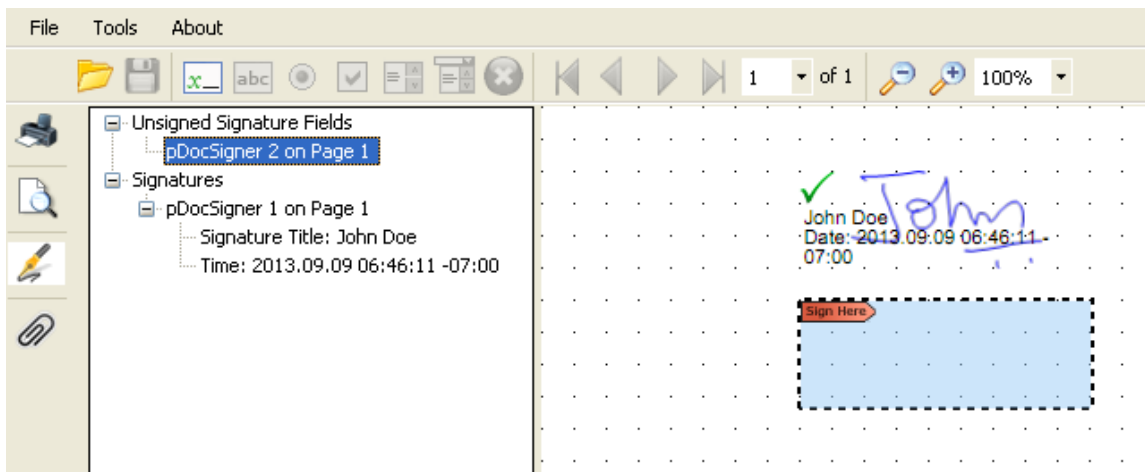 File Tools About
x_ abc 1 of 1 100%
Unsigned Signature Fields
pDocSigner 2 on Page 1
Signatures
pDocSigner 1 on Page 1
Signature Title: John Doe
Time: 2013.09.09 06:46:11 -07:00
John
John Doe
Date: 2013.09.09 06:46:11 -
07:00
Sign Here